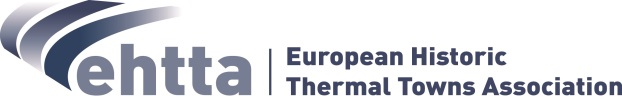 ehtta
European Historic
Thermal Towns Association